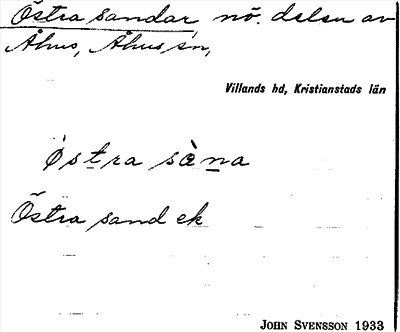 Östra sandar, nö. delen av
Åhus, Åhus sn,
Villands hd, Kristianstads län
østra sàna
Östra sand ek
JOHN SVENSSON 1933